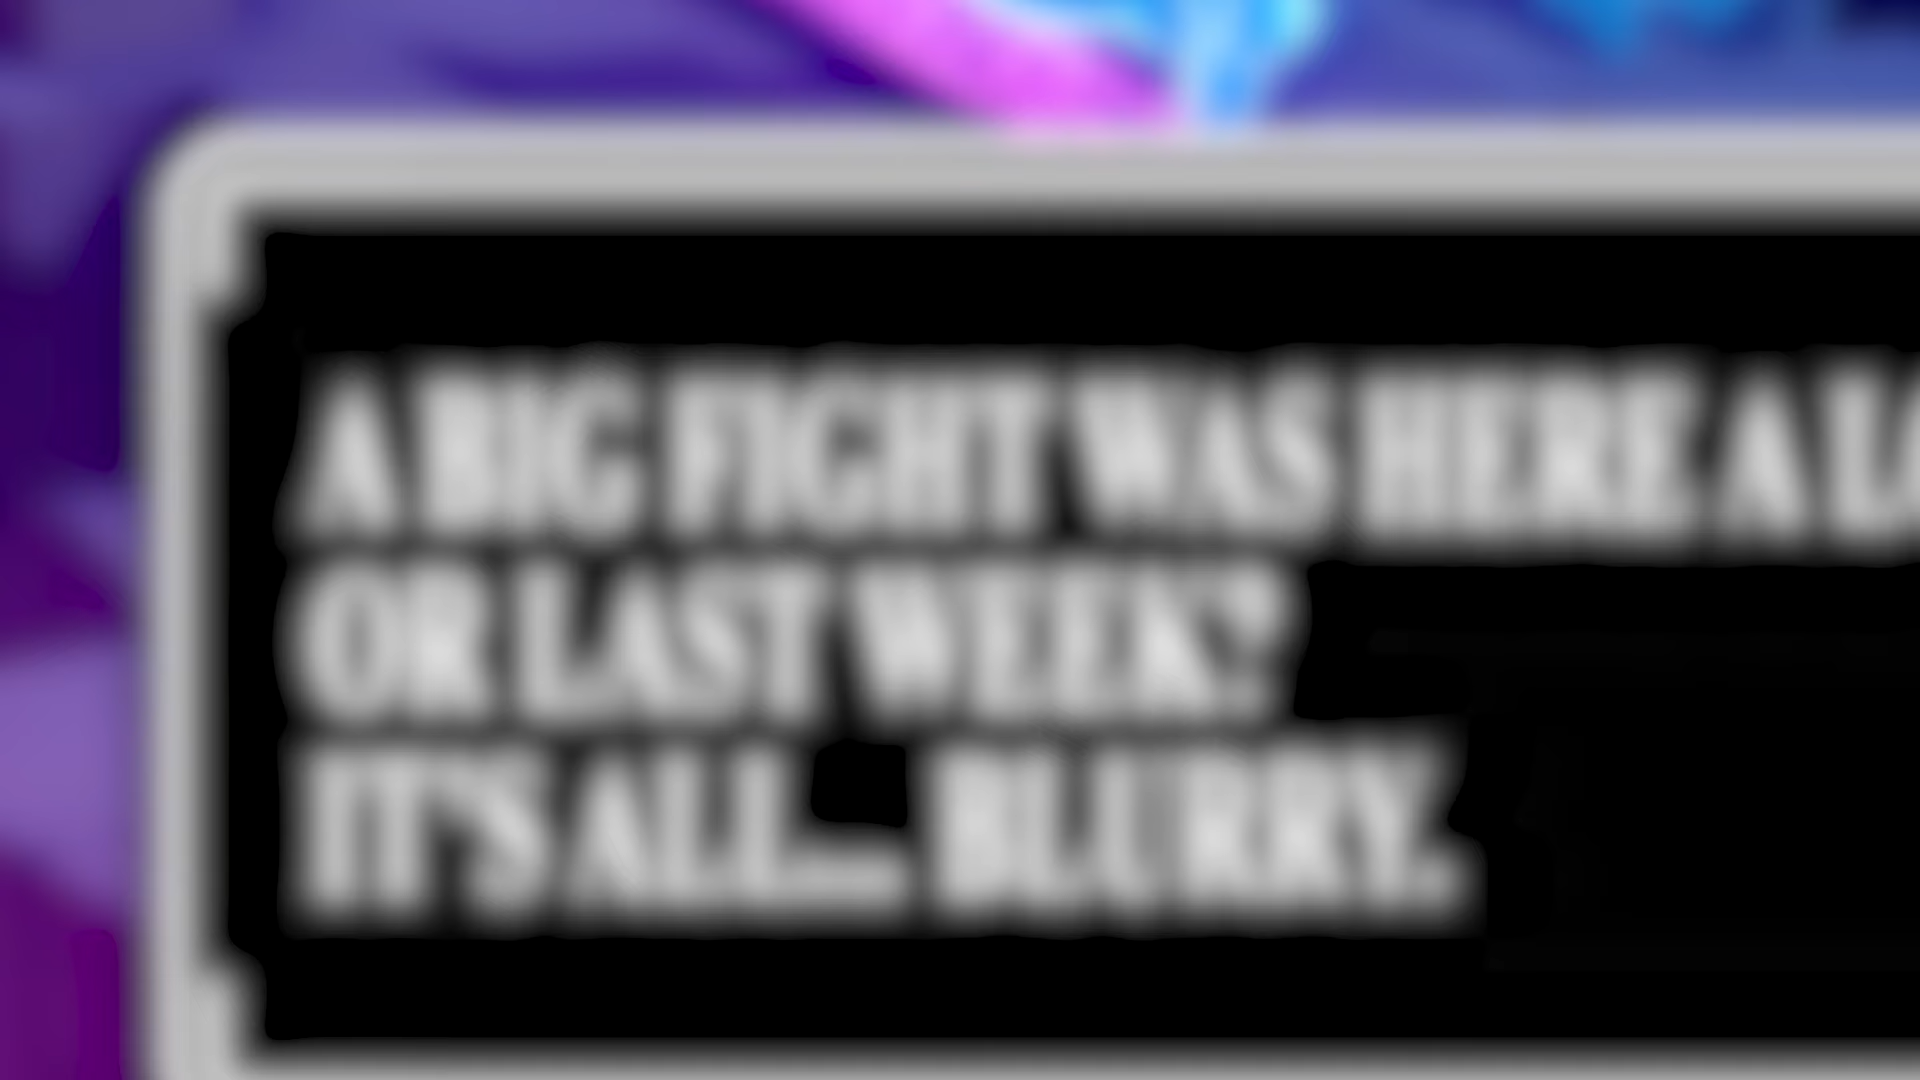 A BIG FIGHT WAS HERE A
OR LAST WEEK?
IT'S ALL... BLURRY.